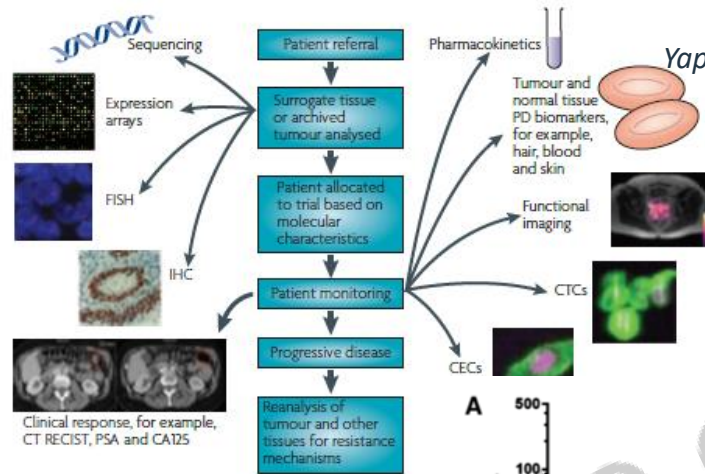 Sequencing
Patient referral
Pharmacokinetics
Yap
Expression
arrays
Surrogate tissue
or archived
tumour analysed
Tumour and
normal tissue
PD biomarkers,
for example,
hair, blood
and skin
FISH
Patient allocated
to trial based on
molecular
characteristics
Functional
imaging
IHC
Patient monitoring
CTCs
Progressive disease
CECs
Clinical response, for example,
CT RECIST, PSA and CA125
Reanalysis of
tumour and other
tissues for resistance
mechanisms
A
500
100